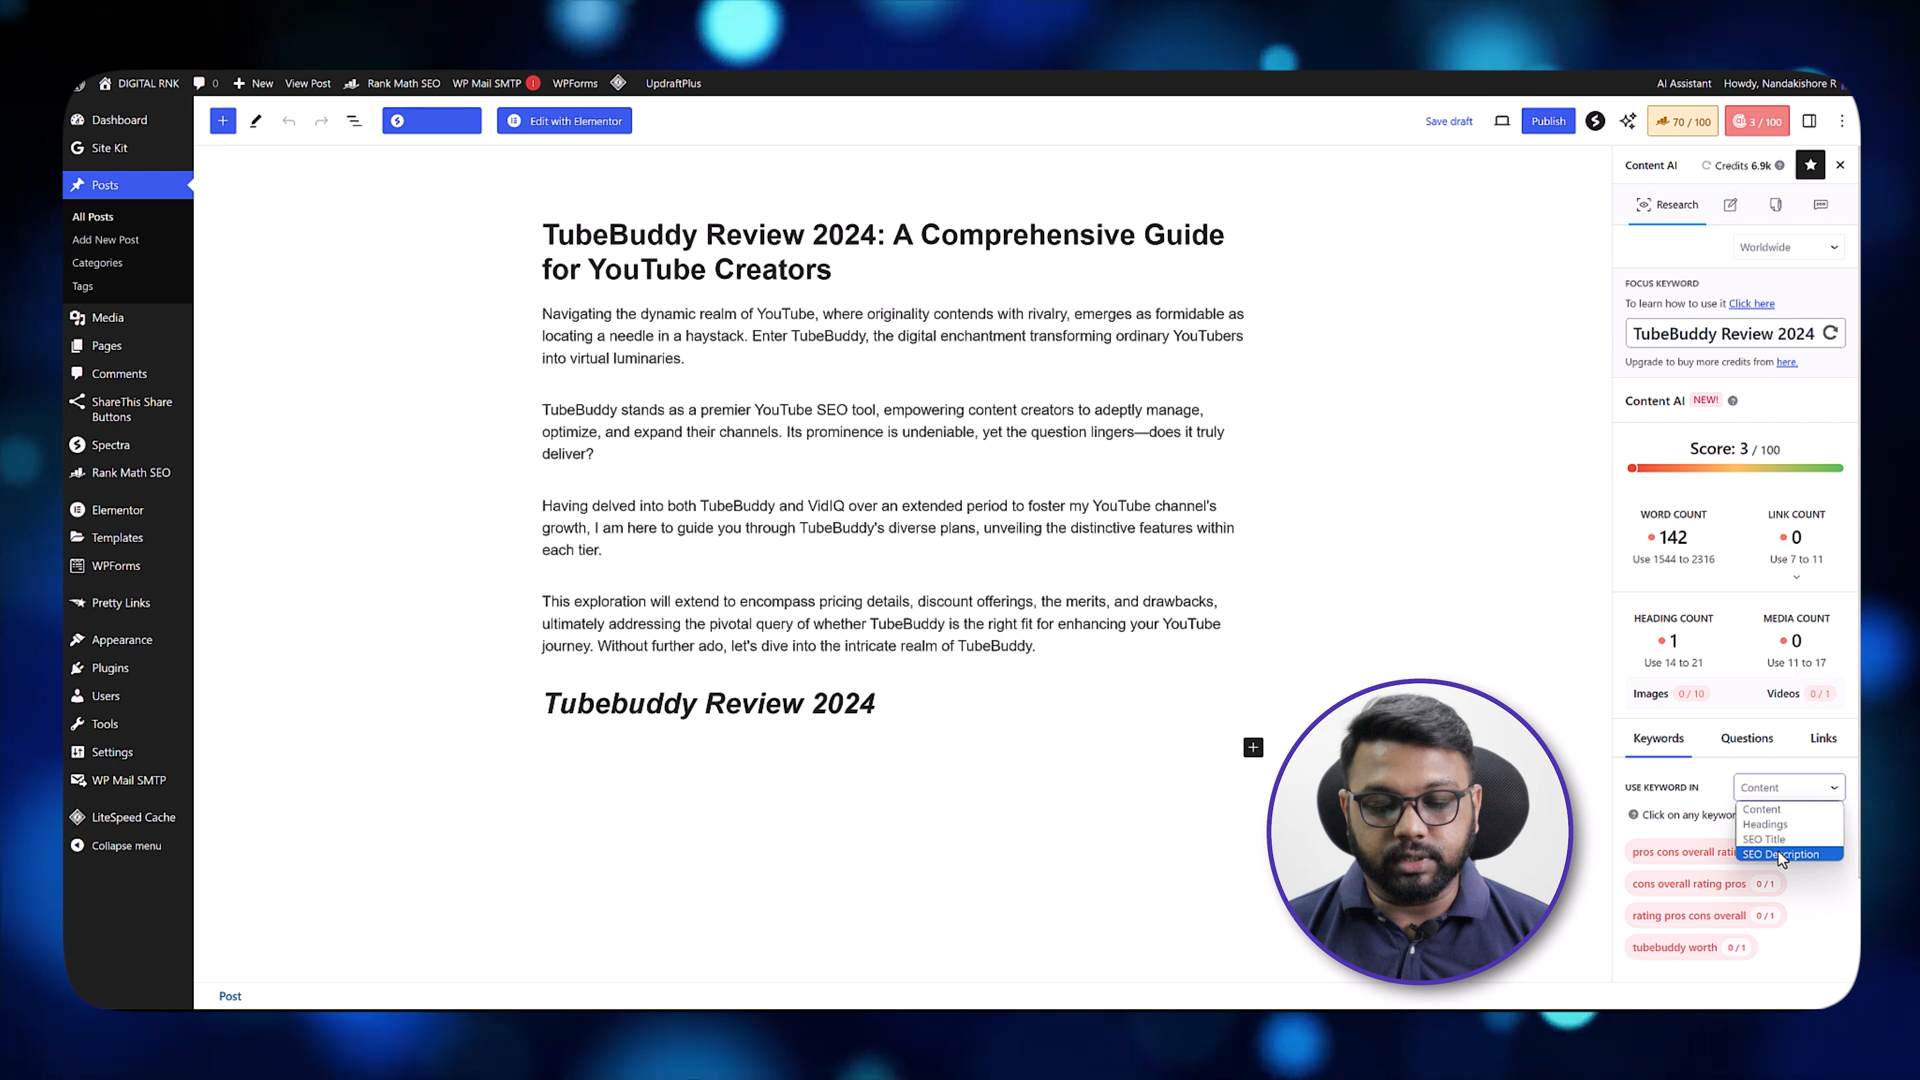 DIGITAL RNK 0 New View Post Rank Math SEO WP Mail SMTP 1 WPForms UpdraftPlus AI Assistant Howdy, Nandakishore R
Dashboard
Site Kit
Posts
All Posts
Add New Post
Categories
Tags
Media
Pages
Comments
ShareThis Share
Buttons
Spectra
Rank Math SEO
Elementor
Templates
WPForms
Pretty Links
Appearance
Plugins
Users
Tools
Settings
WP Mail SMTP
LiteSpeed Cache
Collapse menu
Edit with Elementor
Save draft
Publish
70 / 100
3 / 100
TubeBuddy Review 2024: A Comprehensive Guide
for YouTube Creators
Navigating the dynamic realm of YouTube, where originality contends with rivalry, emerges as formidable as
locating a needle in a haystack. Enter TubeBuddy, the digital enchantment transforming ordinary YouTubers
into virtual luminaries.
TubeBuddy stands as a premier YouTube SEO tool, empowering content creators to adeptly manage,
optimize, and expand their channels. Its prominence is undeniable, yet the question lingers—does it truly
deliver?
Having delved into both TubeBuddy and VidIQ over an extended period to foster my YouTube channel's
growth, I am here to guide you through TubeBuddy's diverse plans, unveiling the distinctive features within
each tier.
This exploration will extend to encompass pricing details, discount offerings, the merits, and drawbacks,
ultimately addressing the pivotal query of whether TubeBuddy is the right fit for enhancing your YouTube
journey. Without further ado, let's dive into the intricate realm of TubeBuddy.
Tubebuddy Review 2024
Post
Content AI Credits 6.9k
Research
Worldwide
FOCUS KEYWORD
To learn how to use it Click here
TubeBuddy Review 2024
Upgrade to buy more credits from here.
Content AI NEW!
Score: 3 / 100
WORD COUNT LINK COUNT
142 0
Use 1544 to 2316 Use 7 to 11
HEADING COUNT MEDIA COUNT
1 0
Use 14 to 21 Use 11 to 17
Images 0 / 10 Videos 0 / 1
Keywords Questions Links
USE KEYWORD IN Content
Content
Headings
SEO Title
SEO Description
Click on any keywor
pros cons overall rati
cons overall rating pros 0 / 1
rating pros cons overall 0 / 1
tubebuddy worth 0 / 1